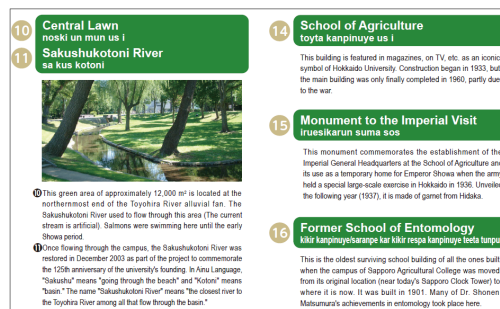 10
Central Lawn
noski un mun us i
11
Sakushukotoni River
sa kus kotoni
⑩This green area of approximately 12,000 m² is located at the
northernmost end of the Toyohira River alluvial fan. The
Sakushukotoni River used to flow through this area (The current
stream is artificial). Salmons were swimming here until the early
Showa period.
⑪Once flowing through the campus, the Sakushukotoni River was
restored in December 2003 as part of the project to commemorate
the 125th anniversary of the university's founding. In Ainu Language,
"Sakushu" means "going through the beach" and "Kotoni" means
"basin." The name "Sakushukotoni River" means "the closest river to
the Toyohira River among all that flow through the basin."
14
School of Agriculture
toyta kanpinuye us i
This building is featured in magazines, on TV, etc. as an iconic
symbol of Hokkaido University. Construction began in 1933, but
the main building was only finally completed in 1960, partly due
to the war.
15
Monument to the Imperial Visit
iruesikarun suma sos
This monument commemorates the establishment of the
Imperial General Headquarters at the School of Agriculture and
its use as a temporary home for Emperor Showa when the army
held a special large-scale exercise in Hokkaido in 1936. Unveiled
the following year (1937), it is made of garnet from Hidaka.
16
Former School of Entomology
kikir kanpinuye/saranpe kar kikir respa kanpinuye teeta tunpu
This is the oldest surviving school building of all the ones built
when the campus of Sapporo Agricultural College was moved
from its original location (near today's Sapporo Clock Tower) to
where it is now. It was built in 1901. Many of Dr. Shonen
Matsumura's achievements in entomology took place here.